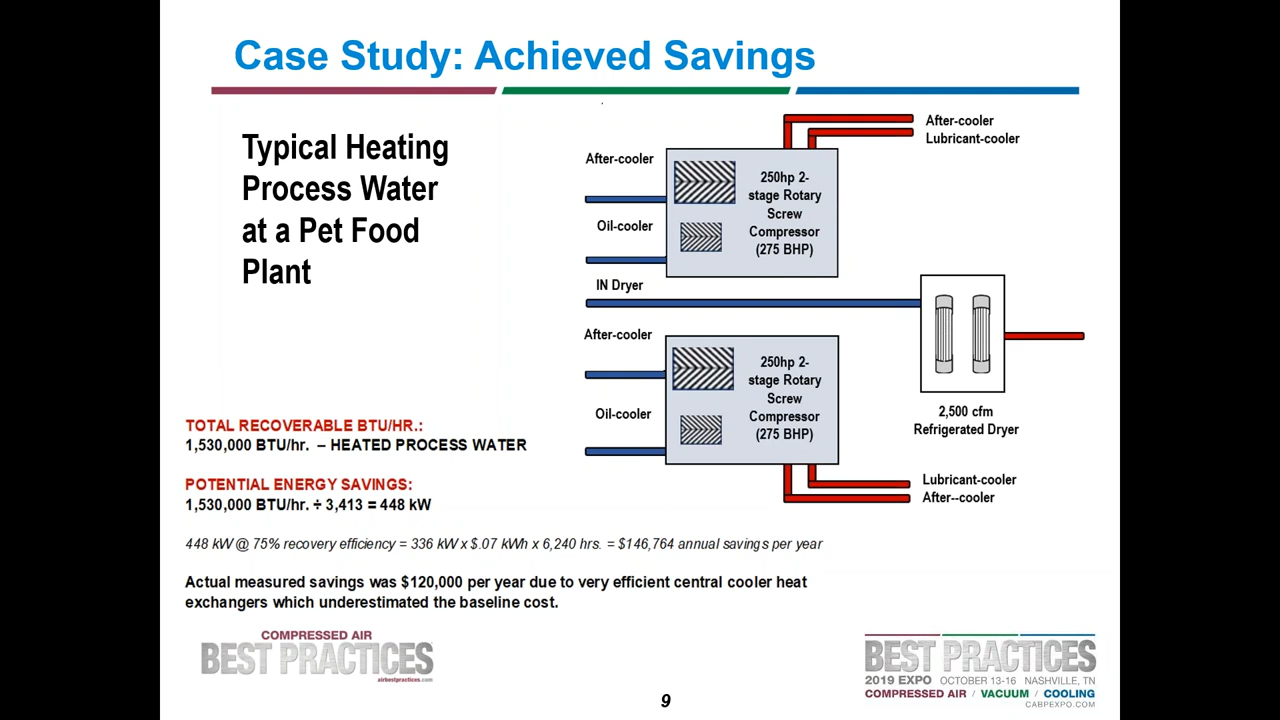 Case Study: Achieved Savings
Typical Heating
Process Water
at a Pet Food
Plant
After-cooler
Lubricant-cooler
After-cooler
250hp 2-
stage Rotary
Screw
Compressor
(275 BHP)
Oil-cooler
IN Dryer
After-cooler
250hp 2-
stage Rotary
Screw
Compressor
(275 BHP)
Oil-cooler
2,500 cfm
Refrigerated Dryer
Lubricant-cooler
After--cooler
TOTAL RECOVERABLE BTU/HR.:
1,530,000 BTU/hr. – HEATED PROCESS WATER
POTENTIAL ENERGY SAVINGS:
1,530,000 BTU/hr. ÷ 3,413 = 448 kW
448 kW @ 75% recovery efficiency = 336 kW x $.07 kWh x 6,240 hrs. = $146,764 annual savings per year
Actual measured savings was $120,000 per year due to very efficient central cooler heat
exchangers which underestimated the baseline cost.
COMPRESSED AIR
BEST PRACTICES
airbestpractices.com
BEST PRACTICES
2019 EXPO OCTOBER 13-16 NASHVILLE, TN
COMPRESSED AIR / VACUUM / COOLING
CABPEXPO.COM
9